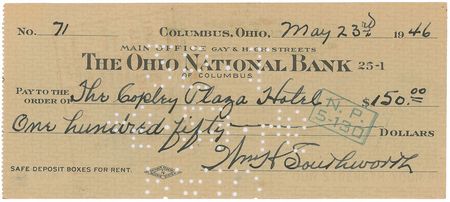 No. 71 COLUMBUS, OHIO, May 23rd 1946
MAIN OFFICE GAY & HIGH STREETS
THE OHIO NATIONAL BANK 25-1
OF COLUMBUS
PAY TO THE
ORDER OF The Copley Plaza Hotel $150.00
N.P.
5-130
One hundred fifty DOLLARS
SAFE DEPOSIT BOXES FOR RENT. Wm H Southworth